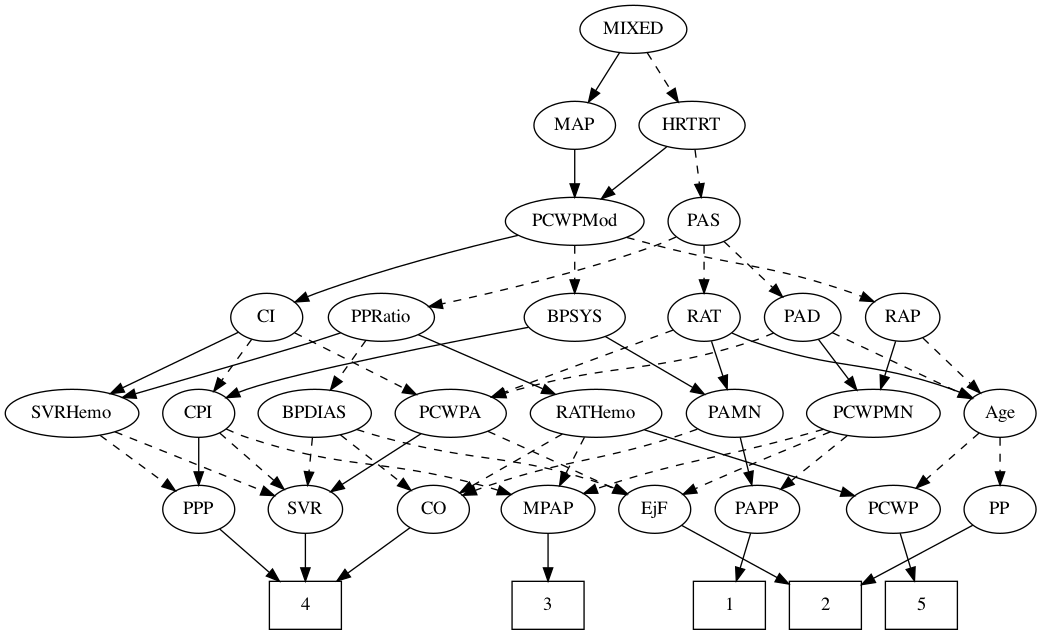 MIXED
MAP HRTRT
PCWPMod PAS
CI PPRatio BPSYS RAT PAD RAP
SVRHemo CPI BPDIAS PCWPA RATHemo PAMN PCWPMN Age
PPP SVR CO MPAP EjF PAPP PCWP PP
4 3 1 2 5